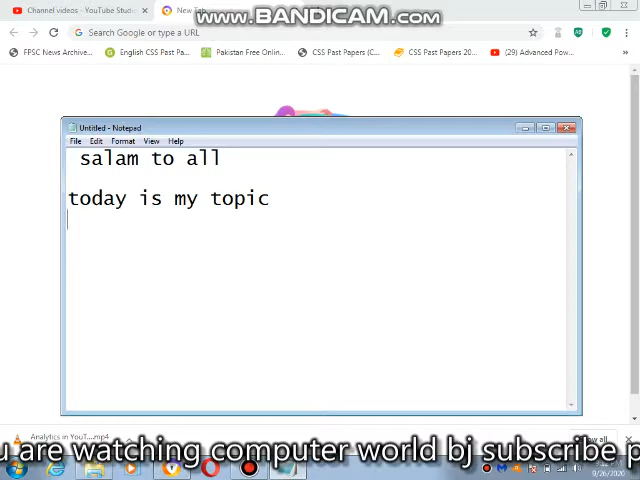 www.BANDICAM.com
Channel videos - YouTube Studi
New Tab
Search Google or type a URL
FPSC News Archive...
English CSS Past Pa...
Pakistan Free Onlin...
CSS Past Papers (C...
CSS Past Papers 20...
(29) Advanced Pow...
Untitled - Notepad
File Edit Format View Help
salam to all
today is my topic
Analytics in YouT....mp4
u are watching computer world bj subscribe p
9/26/2020